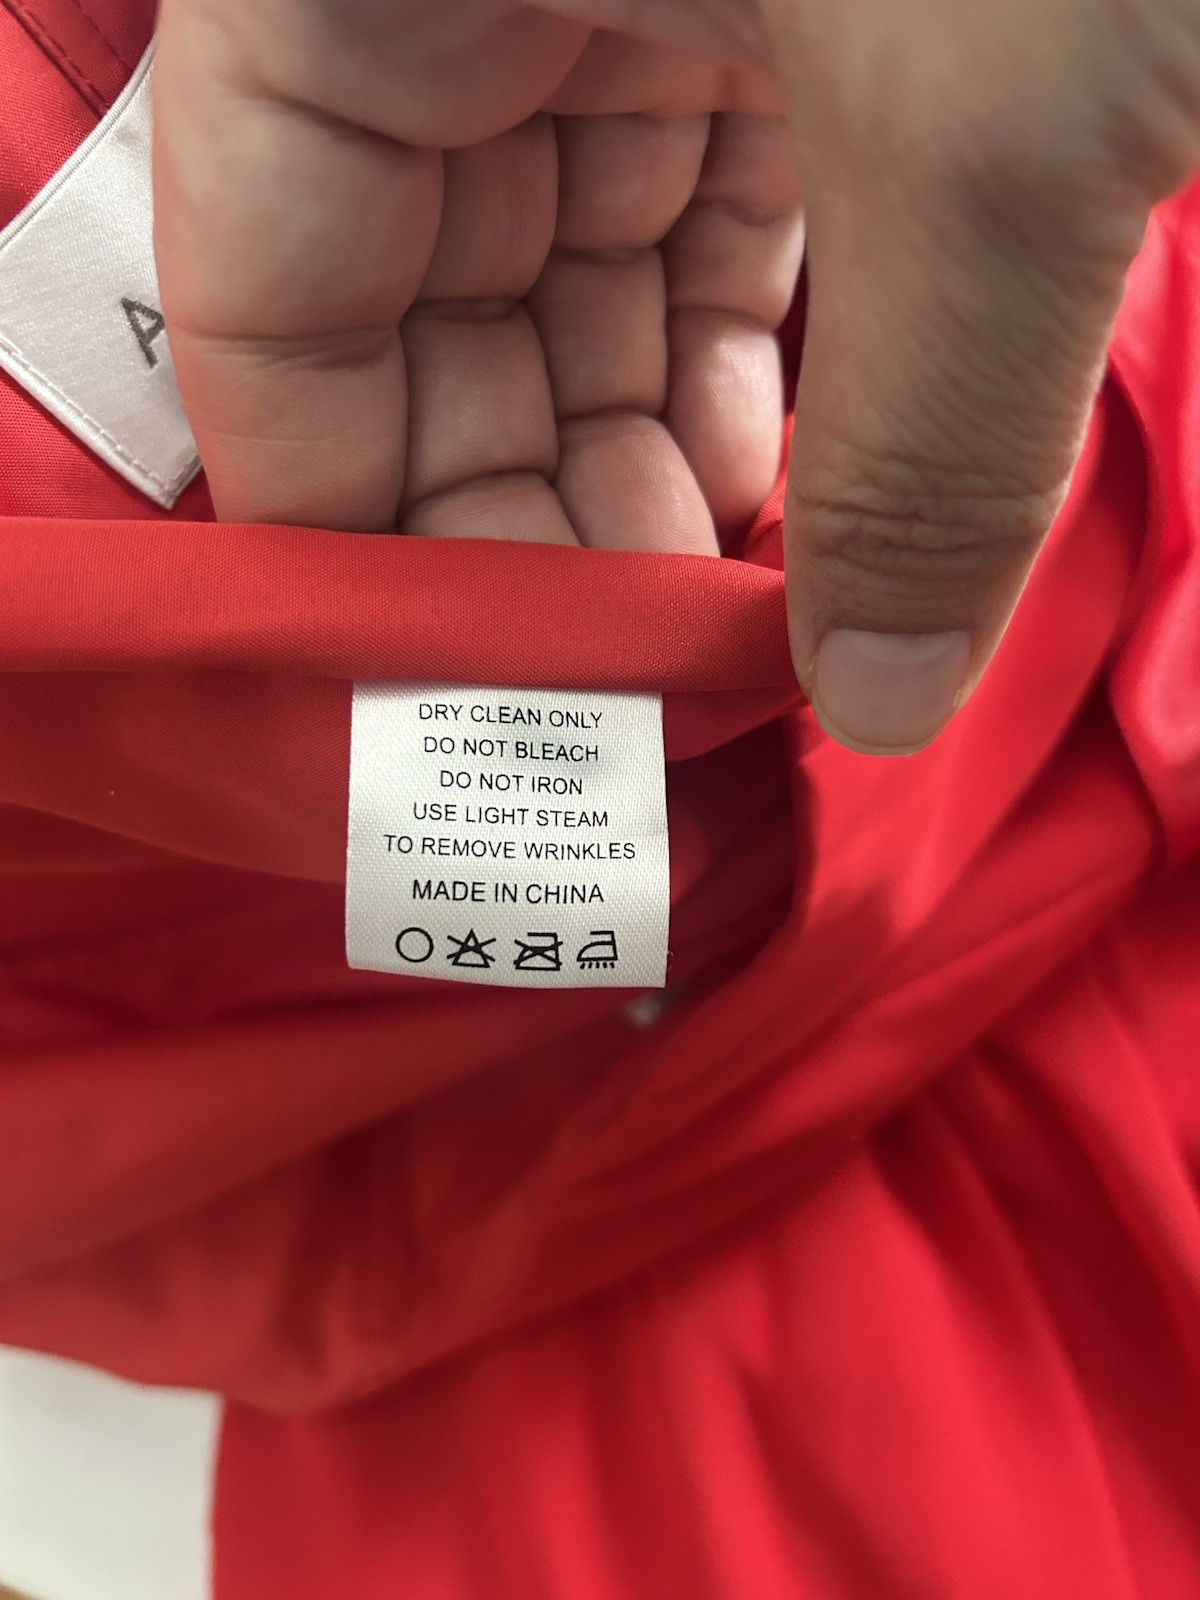 A
DRY CLEAN ONLY
DO NOT BLEACH
DO NOT IRON
USE LIGHT STEAM
TO REMOVE WRINKLES
MADE IN CHINA